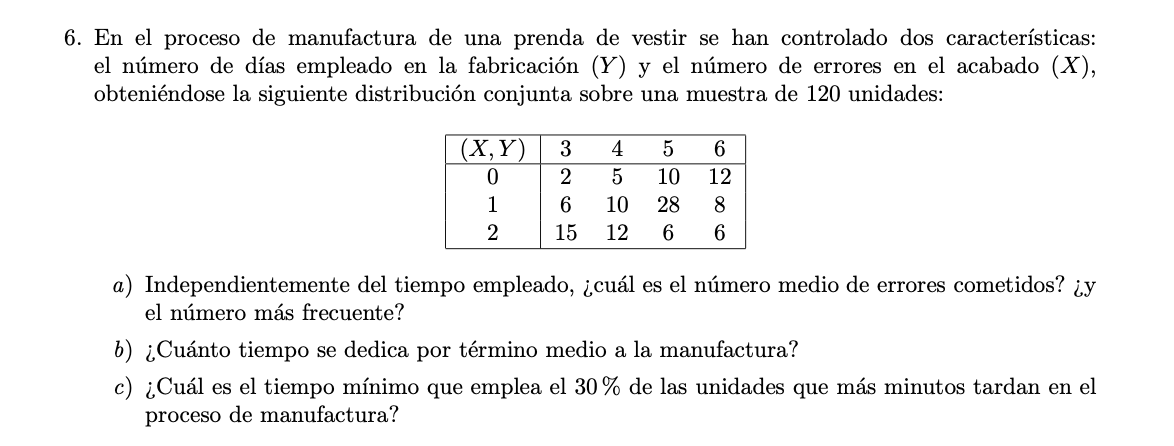 6. En el proceso de manufactura de una prenda de vestir se han controlado dos características:
el número de días empleado en la fabricación (Y) y el número de errores en el acabado (X),
obteniéndose la siguiente distribución conjunta sobre una muestra de 120 unidades:
(X, Y) 3 4 5 6
0 2 5 10 12
1 6 10 28 8
2 15 12 6 6
a) Independientemente del tiempo empleado, ¿cuál es el número medio de errores cometidos? ¿y
el número más frecuente?
b) ¿Cuánto tiempo se dedica por término medio a la manufactura?
c) ¿Cuál es el tiempo mínimo que emplea el 30 % de las unidades que más minutos tardan en el
proceso de manufactura?